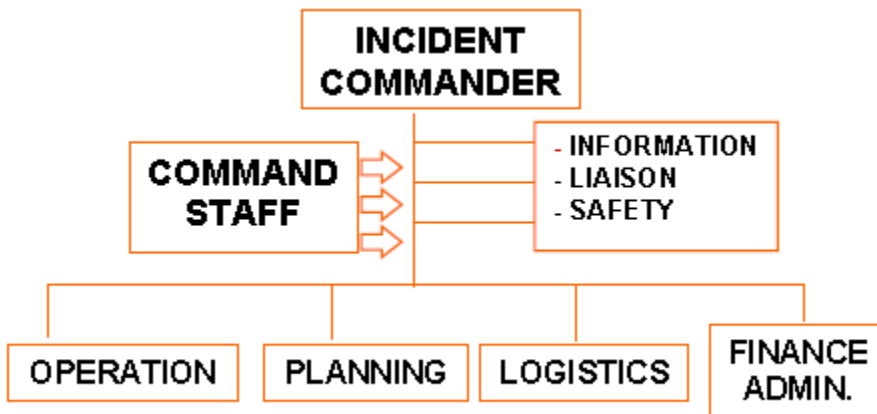 INCIDENT
COMMANDER
COMMAND
STAFF
- INFORMATION
- LIAISON
- SAFETY
OPERATION
PLANNING
LOGISTICS
FINANCE
ADMIN.